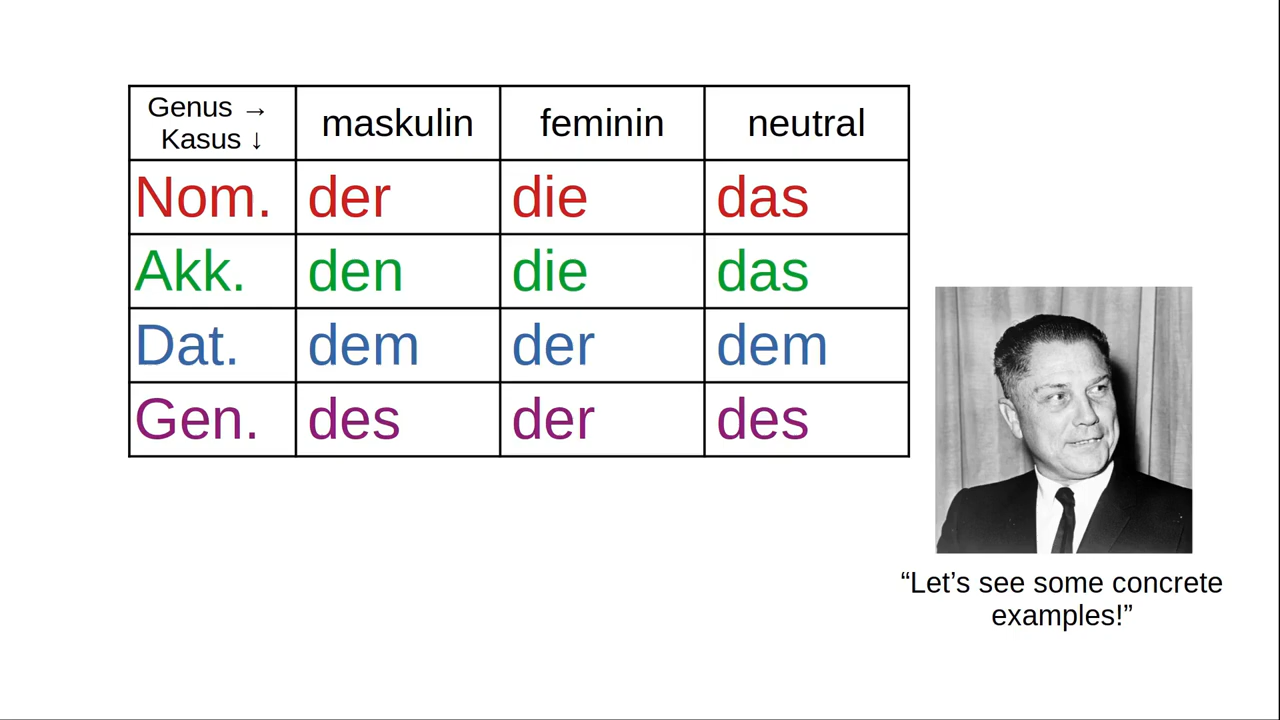 Genus → maskulin feminin neutral
Kasus ↓
Nom. der die das
Akk. den die das
Dat. dem der dem
Gen. des der des
“Let’s see some concrete
examples!”